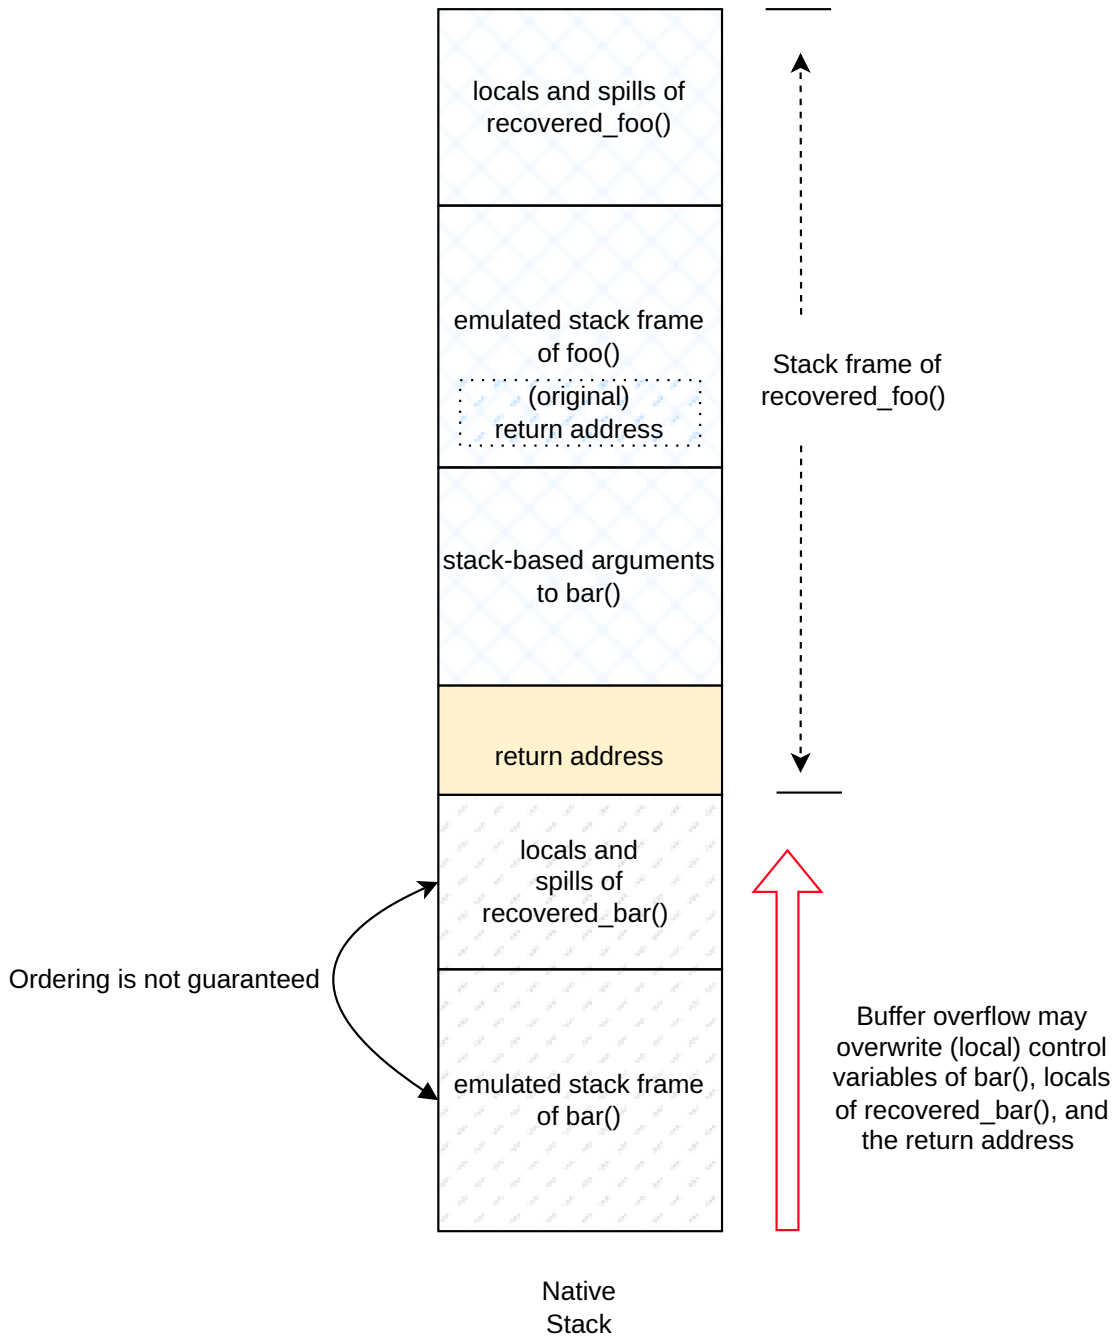 locals and spills of
recovered_foo()
emulated stack frame
of foo()
(original)
return address
Stack frame of
recovered_foo()
stack-based arguments
to bar()
return address
locals and
spills of
recovered_bar()
Ordering is not guaranteed
emulated stack frame
of bar()
Buffer overflow may
overwrite (local) control
variables of bar(), locals
of recovered_bar(), and
the return address
Native
Stack